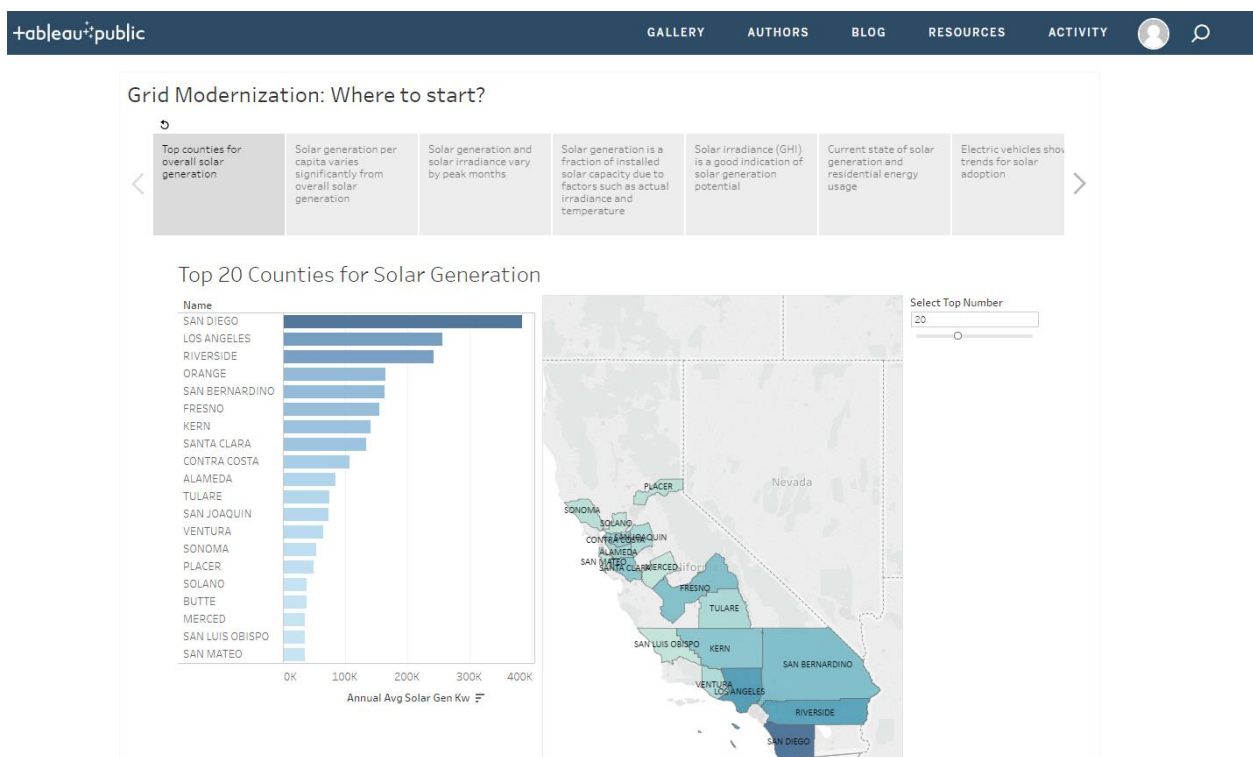 +ableau public
GALLERY AUTHORS BLOG RESOURCES ACTIVITY
Grid Modernization: Where to start?
Top counties for
overall solar
generation
Solar generation per
capita varies
significantly from
overall solar
generation
Solar generation and
solar irradiance vary
by peak months
Solar generation is a
fraction of installed
solar capacity due to
factors such as actual
irradiance and
temperature
Solar irradiance (GHI)
is a good indication of
solar generation
potential
Current state of solar
generation and
residential energy
usage
Electric vehicles show
trends for solar
adoption
Top 20 Counties for Solar Generation
Name
SAN DIEGO
LOS ANGELES
RIVERSIDE
ORANGE
SAN BERNARDINO
FRESNO
KERN
SANTA CLARA
CONTRA COSTA
ALAMEDA
TULARE
SAN JOAQUIN
VENTURA
SONOMA
PLACER
SOLANO
BUTTE
MERCED
SAN LUIS OBISPO
SAN MATEO
0K 100K 200K 300K 400K
Annual Avg Solar Gen Kw
Nevada
PLACER
SONOMA
SOLANO
CONTRA COSTA
SAN JOAQUIN
ALAMEDA
SAN MATEO
SANTA CLARA
MERCED
FRESNO
TULARE
SAN LUIS OBISPO
KERN
SAN BERNARDINO
VENTURA
LOS ANGELES
RIVERSIDE
SAN DIEGO
Select Top Number
20